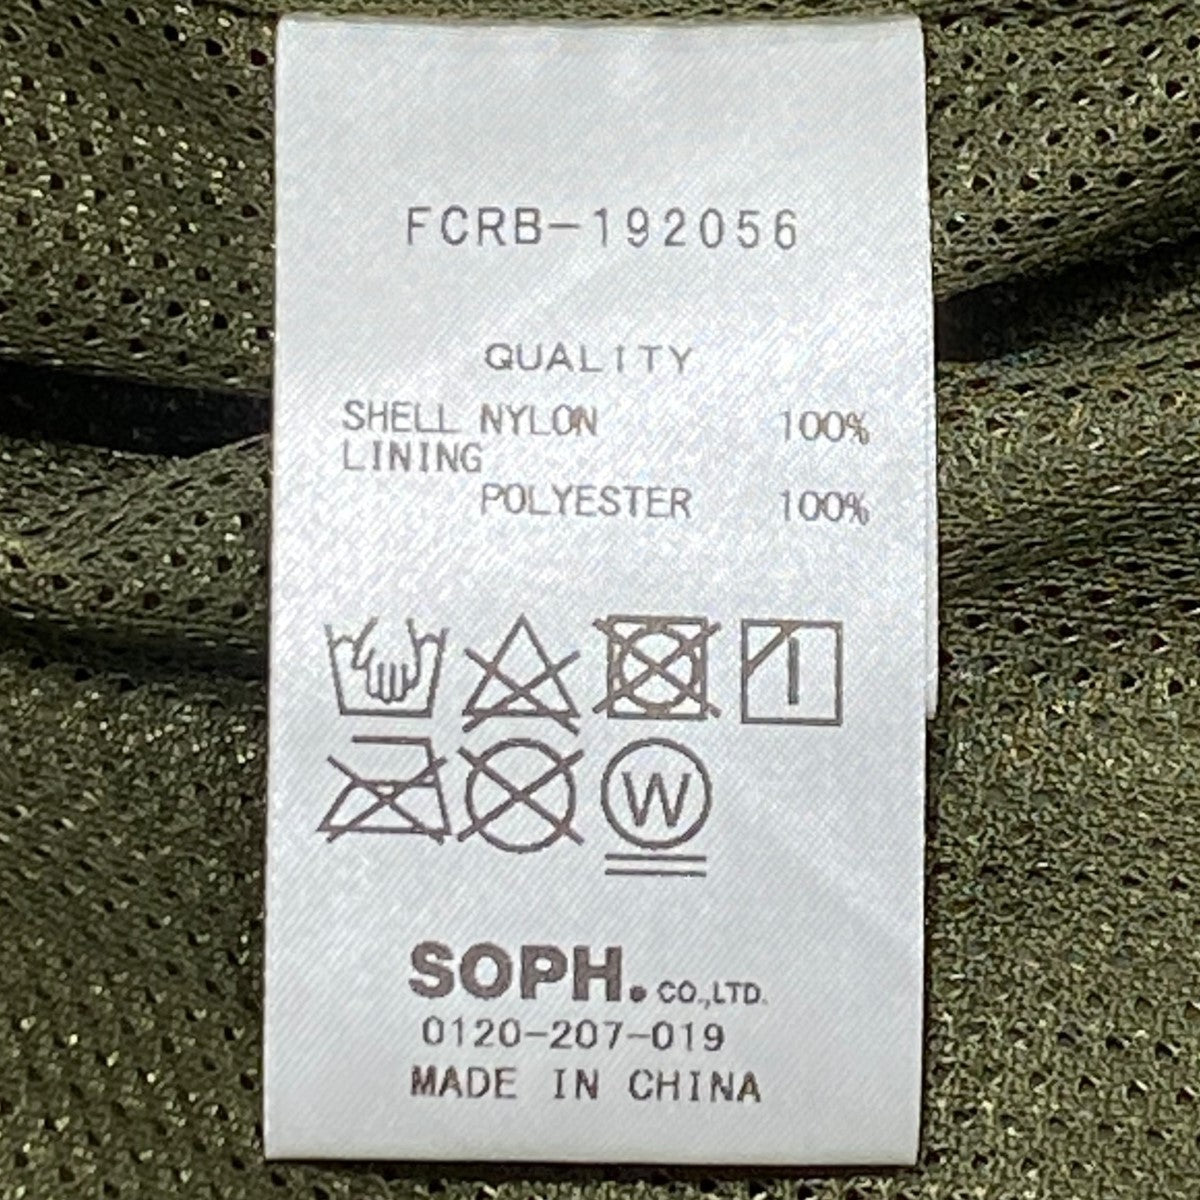 FCRB-192056
QUALITY
SHELL NYLON 100%
LINING
POLYESTER 100%
W
SOPH. CO.,LTD.
0120-207-019
MADE IN CHINA